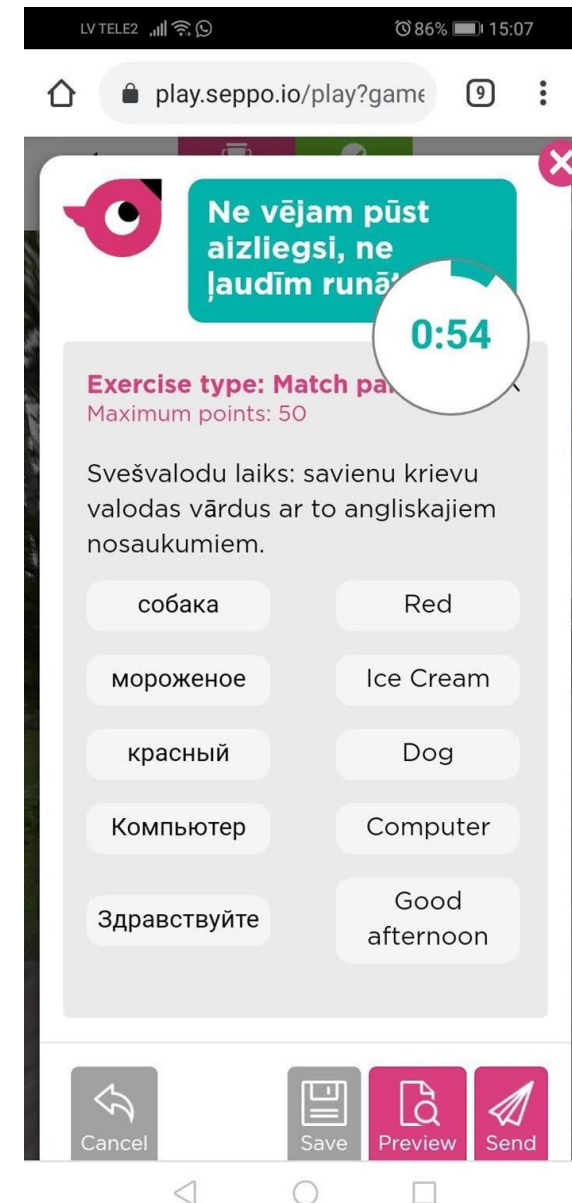 LV TELE2 86% 15:07
play.seppo.io/play?game 9
Ne vējam pūst
aizliegsi, ne
ļaudīm runāt
0:54
Exercise type: Match pa
Maximum points: 50
Svešvalodu laiks: savienu krievu
valodas vārdus ar to angliskajiem
nosaukumiem.
собака Red
мороженое Ice Cream
красный Dog
Компьютер Computer
Здравствуйте Good
afternoon
Cancel Save Preview Send